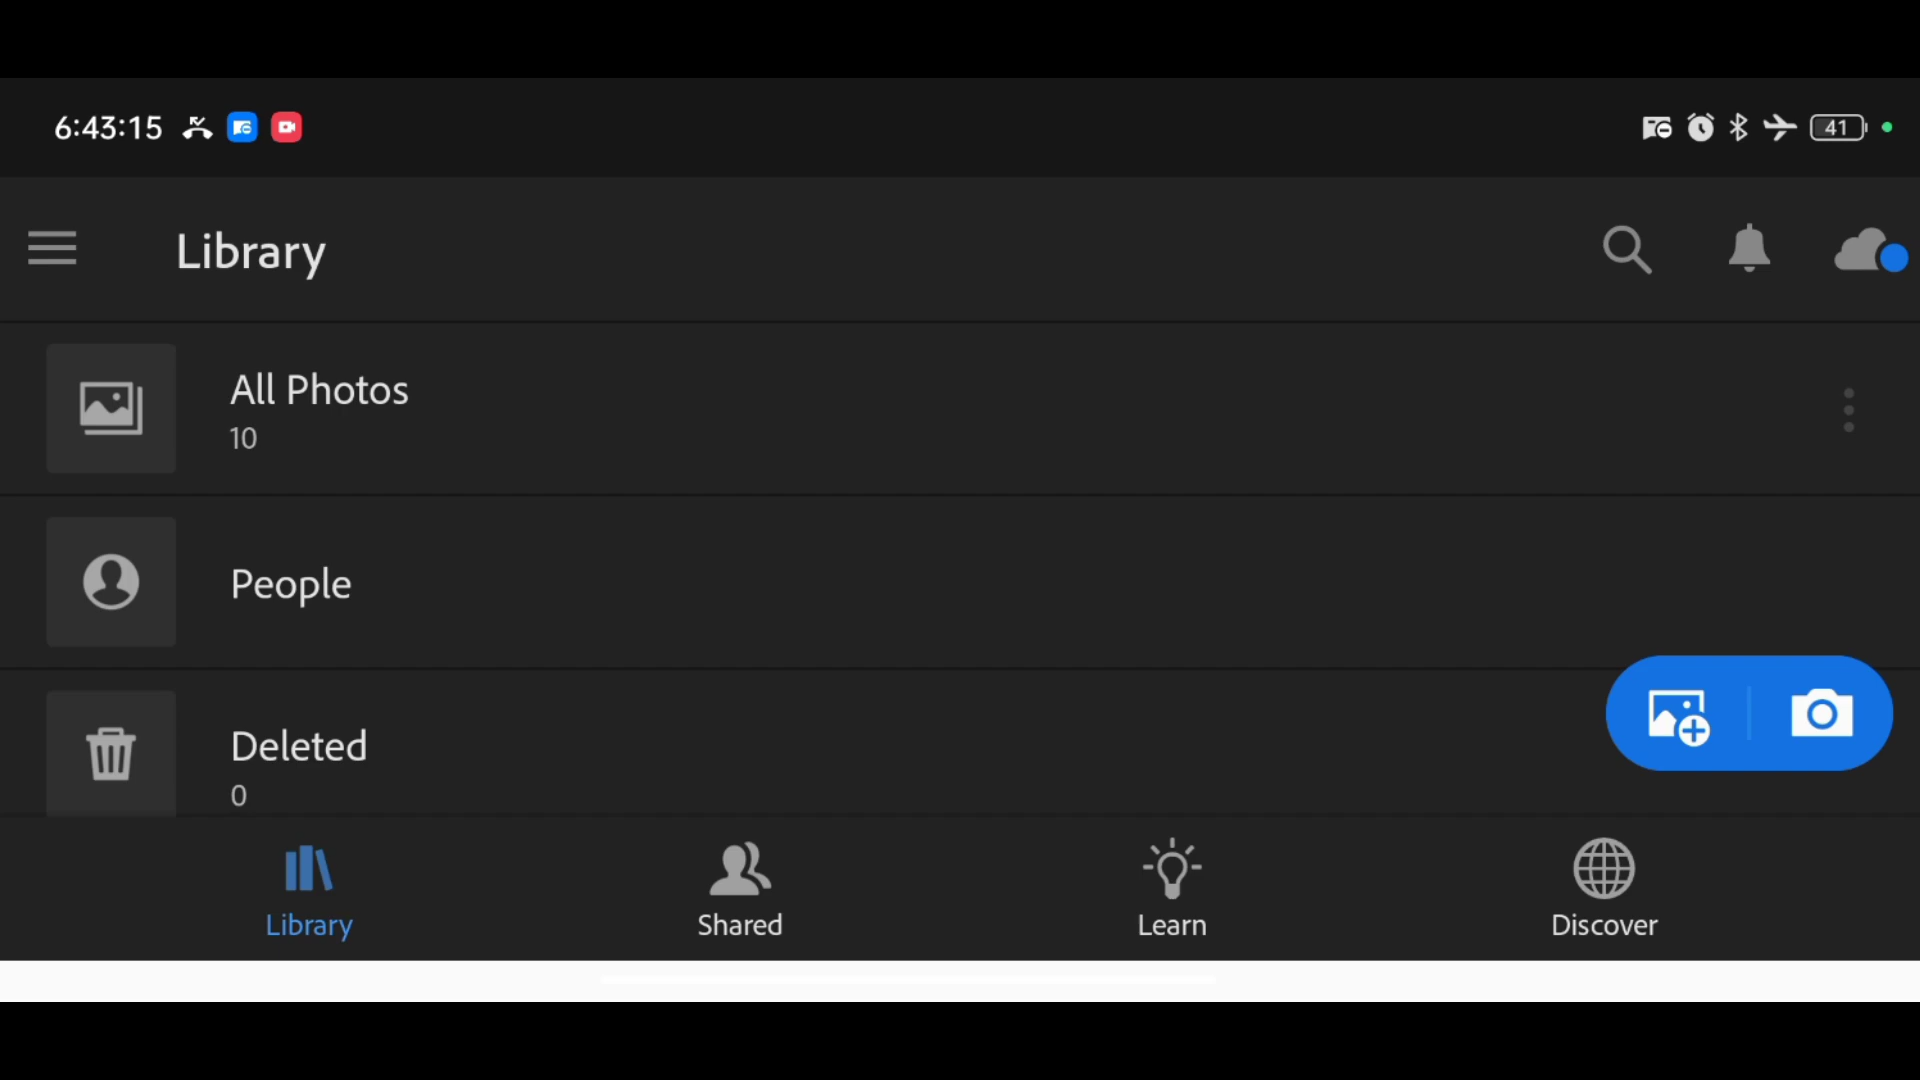 6:43:15
41
Library
All Photos
10
People
Deleted
0
Library
Shared
Learn
Discover